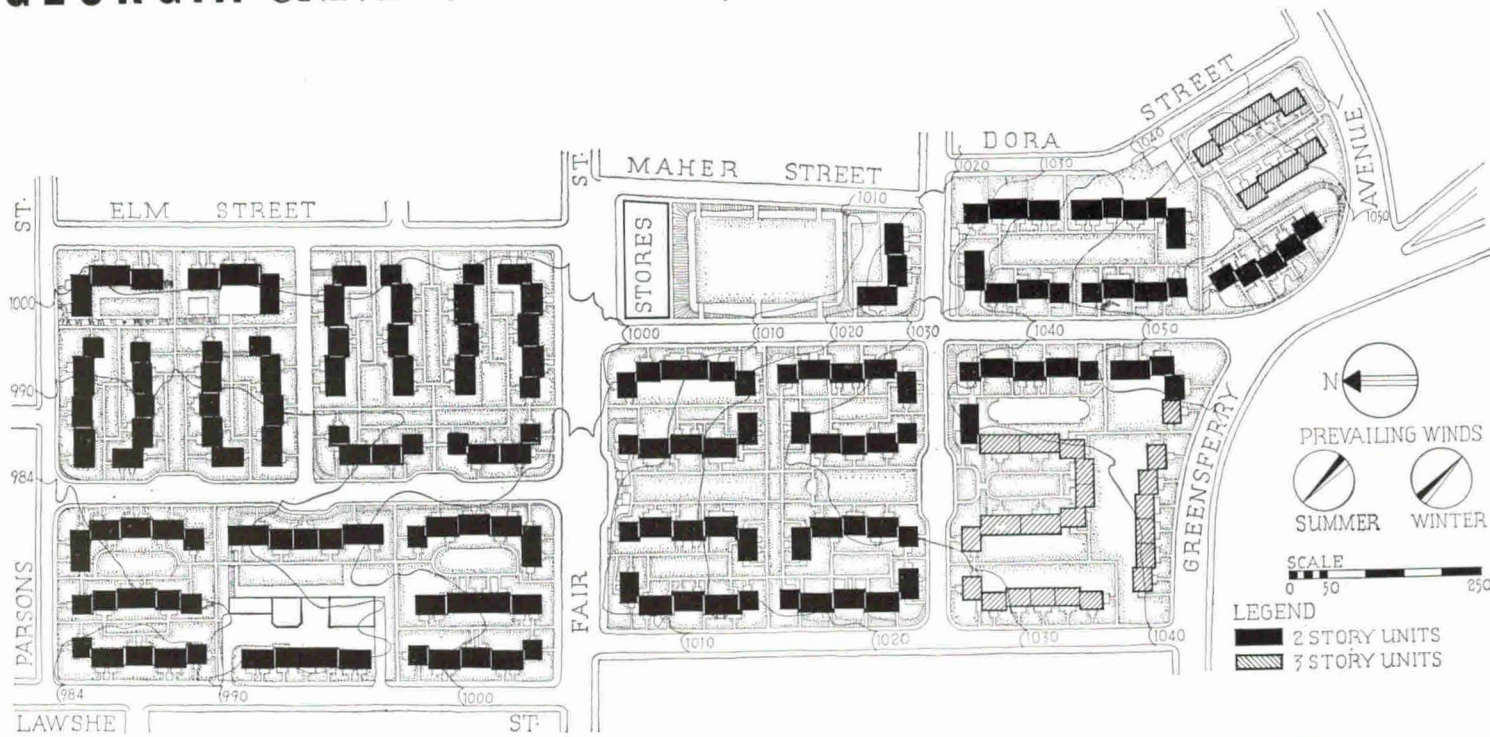 ELM STREET
ST.
ST.
MAHER STREET
DORA STREET
AVENUE
STORES
1010
1020
1030
1040
1050
1000
990
984
1000
1010
1020
1030
1040
1050
PARSONS
FAIR
GREENSFERRY
N
PREVAILING WINDS
SUMMER WINTER
SCALE
0 50 250
LEGEND
2 STORY UNITS
3 STORY UNITS
984
990
1000
1010
1020
1030
1040
LAWSHE ST.